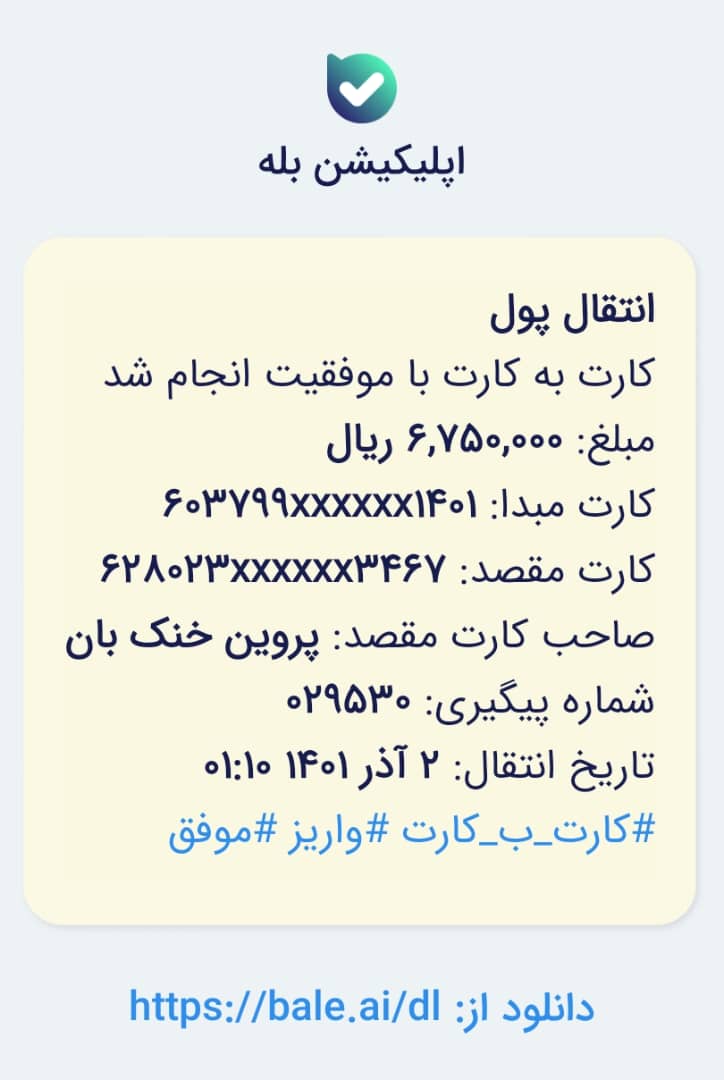 اپلیکیشن بله
انتقال پول
کارت به کارت با موفقیت انجام شد
مبلغ: ۶,۷۵۰,۰۰۰ ریال
کارت مبدا: ۶۰۳۷۹۹xxxxxx۱۴۰۱
کارت مقصد: ۶۲۸۰۲۳xxxxxx۳۴۶۷
صاحب کارت مقصد: پروین خنک بان
شماره پیگیری: ۰۲۹۵۳۰
تاریخ انتقال: ۲ آذر ۱۴۰۱ ۰۱:۱۰
#کارت_ب_کارت #واریز #موفق
دانلود از: https://bale.ai/dl